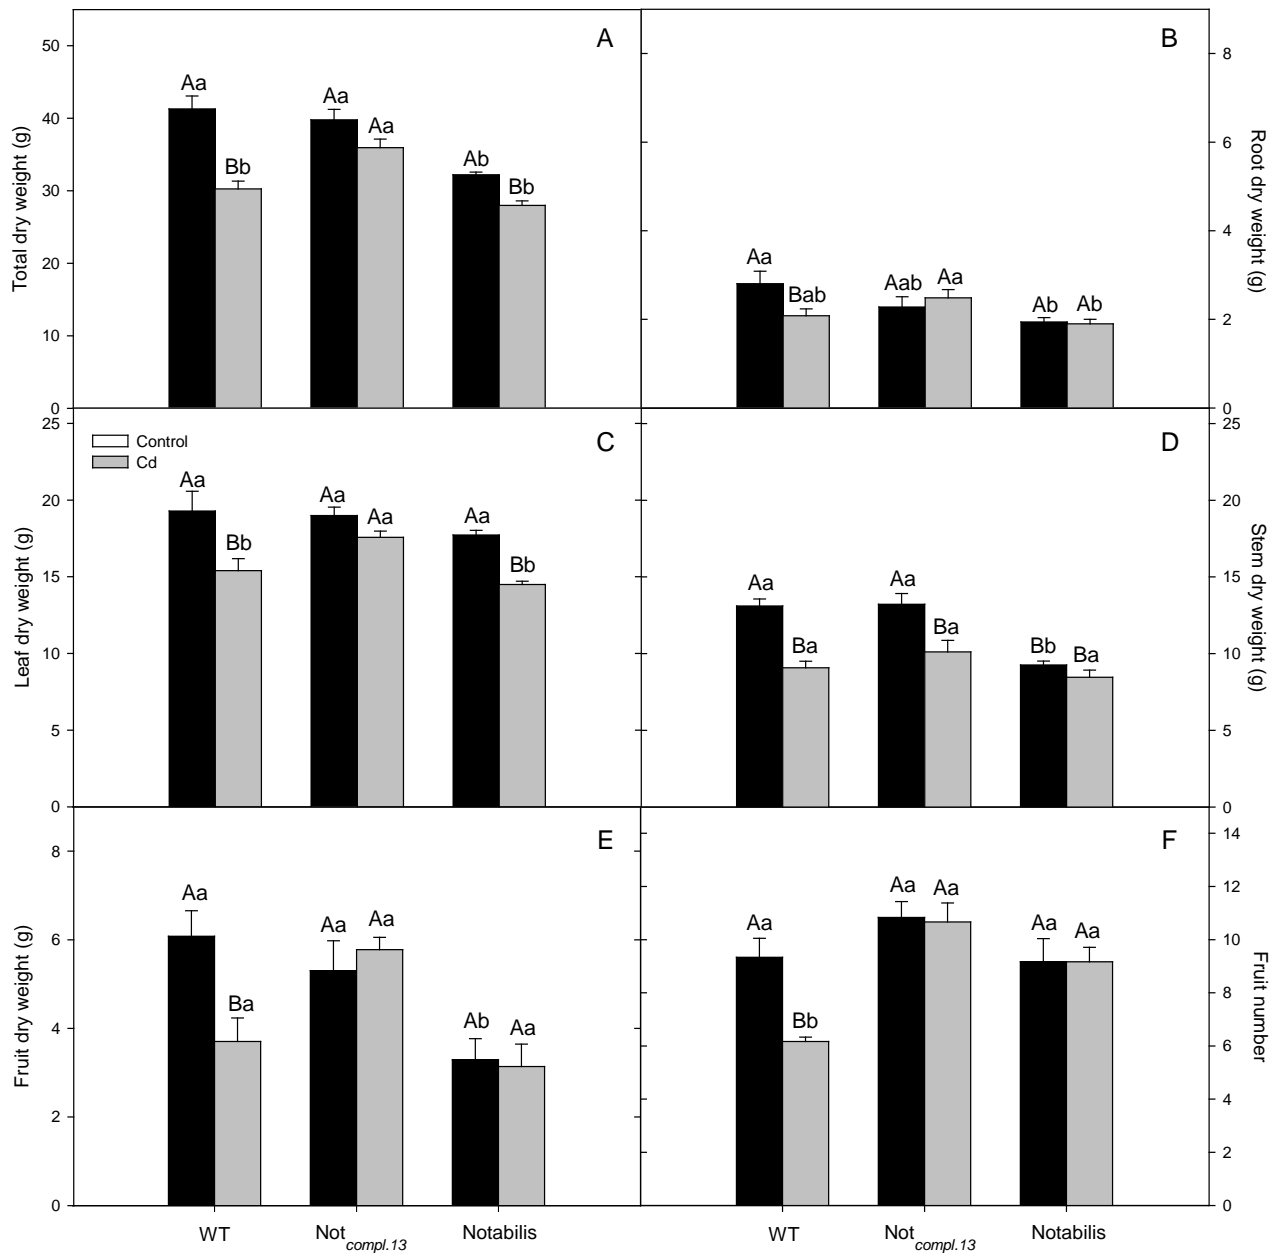 A
B
50
40
30
20
10
0
Total dry weight (g)
Aa
Bb
Aa
Aa
Ab
Bb
8
6
4
2
0
Root dry weight (g)
Aa
Bab
Aab
Aa
Ab
Ab
C
D
Control
Cd
25
20
15
10
5
0
Leaf dry weight (g)
Aa
Bb
Aa
Aa
Aa
Bb
25
20
15
10
5
0
Stem dry weight (g)
Aa
Ba
Aa
Ba
Bb
Ba
E
F
8
6
4
2
0
Fruit dry weight (g)
Aa
Ba
Aa
Aa
Ab
Aa
14
12
10
8
6
4
2
0
Fruit number
Aa
Bb
Aa
Aa
Aa
Aa
WT
Not compl.13
Notabilis
WT
Not compl.13
Notabilis